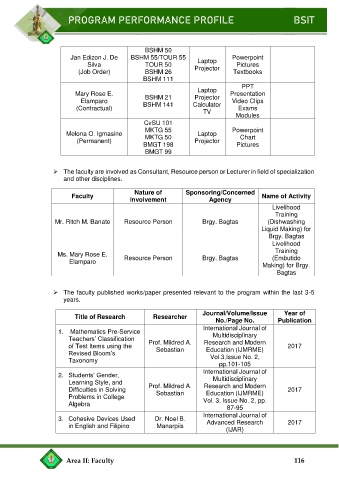 PROGRAM PERFORMANCE PROFILE BSIT
Jan Edizon J. De Silva (Job Order)
BSHM 50
BSHM 55/TOUR 55
TOUR 50
BSHM 26
BSHM 111
Laptop
Projector
Powerpoint
Pictures
Textbooks
Mary Rose E. Elamparo (Contractual)
BSHM 21
BSHM 141
Laptop
Projector
Calculator
TV
PPT
Presentation
Video Clips
Exams
Modules
Melona O. Igmasine (Permanent)
CvSU 101
MKTG 55
MKTG 50
BMGT 198
BMGT 99
Laptop
Projector
Powerpoint
Chart
Pictures
➢ The faculty are involved as Consultant, Resource person or Lecturer in field of specialization
and other disciplines.
Faculty
Nature of Involvement
Sponsoring/Concerned Agency
Name of Activity
Mr. Ritch M. Banate
Resource Person
Brgy. Bagtas
Livelihood
Training
(Dishwashing
Liquid Making) for
Brgy. Bagtas
Ms. Mary Rose E. Elamparo
Resource Person
Brgy. Bagtas
Livelihood
Training
(Embutido
Making) for Brgy.
Bagtas
➢ The faculty published works/paper presented relevant to the program within the last 3-5
years.
Title of Research
Researcher
Journal/Volume/Issue No./Page No.
Year of Publication
1. Mathematics Pre-Service
Teachers' Classification
of Test Items using the
Revised Bloom's
Taxonomy
Prof. Mildred A. Sebastian
International Journal of
Multidisciplinary
Research and Modern
Education (IJMRME)
Vol.3,Issue No. 2,
pp.101-105
2017
2. Students' Gender,
Learning Style, and
Difficulties in Solving
Problems in College
Algebra
Prof. Mildred A. Sebastian
International Journal of
Multidisciplinary
Research and Modern
Education (IJMRME)
Vol. 3, Issue No. 2, pp.
87-95
2017
3. Cohesive Devices Used
in English and Filipino
Dr. Noel B. Manarpiis
International Journal of
Advanced Research
(IJAR)
2017
Area II: Faculty 116